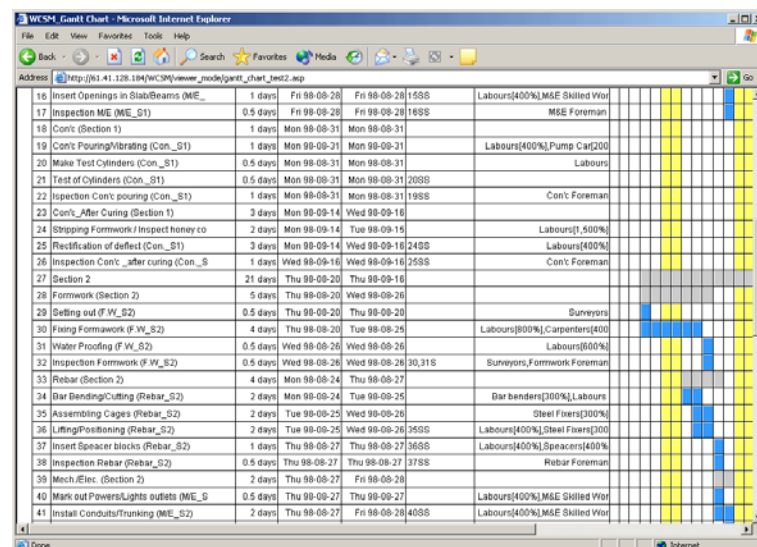 WCSM_Gantt Chart - Microsoft Internet Explorer
File Edit View Favorites Tools Help
Back Search Favorites Media
Address http://61.41.128.184/WCSM/viewer_mode/gantt_chart_test2.asp Go
16 Insert Openings in Slab/Beams (M/E_ 1 days Fri 98-08-28 Fri 98-08-28 15SS Labours[400%],M&E Skilled Wor
17 Inspection M/E (M/E_S1) 0.5 days Fri 98-08-28 Fri 98-08-28 16SS M&E Foreman
18 Con'c (Section 1) 1 days Mon 98-08-31 Mon 98-08-31
19 Con'c Pouring/Vibrating (Con._S1) 1 days Mon 98-08-31 Mon 98-08-31 Labours[400%],Pump Car[200
20 Make Test Cylinders (Con._S1) 0.5 days Mon 98-08-31 Mon 98-08-31 Labours
21 Test of Cylinders (Con._S1) 0.5 days Mon 98-08-31 Mon 98-08-31 20SS
22 Ispection Con'c pouring (Con._S1) 1 days Mon 98-08-31 Mon 98-08-31 19SS Con'c Foreman
23 Con'c_After Curing (Section 1) 3 days Mon 98-09-14 Wed 98-09-16
24 Stripping Formwork / Inspect honey co 2 days Mon 98-09-14 Tue 98-09-15 Labours[1,500%]
25 Rectification of deflect (Con._S1) 3 days Mon 98-09-14 Wed 98-09-16 24SS Labours[400%]
26 Inspection Con'c _after curing (Con._S 1 days Wed 98-09-16 Wed 98-09-16 25SS Con'c Foreman
27 Section 2 21 days Thu 98-08-20 Thu 98-09-16
28 Formwork (Section 2) 5 days Thu 98-08-20 Wed 98-08-26
29 Setting out (F.W_S2) 0.5 days Thu 98-08-20 Thu 98-08-20 Surveyors
30 Fixing Formawork (F.W_S2) 4 days Thu 98-08-20 Tue 98-08-25 Labours[800%],Carpenters[400
31 Water Proofing (F.W_S2) 0.5 days Wed 98-08-26 Wed 98-08-26 Labours[600%]
32 Inspection Formwork (F.W_S2) 0.5 days Wed 98-08-26 Wed 98-08-26 30,31S Surveyors,Formwork Foreman
33 Rebar (Section 2) 4 days Mon 98-08-24 Thu 98-08-27
34 Bar Bending/Cutting (Rebar_S2) 2 days Mon 98-08-24 Tue 98-08-25 Bar benders[300%],Labours
35 Assembling Cages (Rebar_S2) 2 days Tue 98-08-25 Wed 98-08-26 Steel Fixers[300%]
36 Lifting/Positioning (Rebar_S2) 2 days Tue 98-08-25 Wed 98-08-26 35SS Labours[400%],Steel Fixers[300
37 Insert Speacer blocks (Rebar_S2) 1 days Thu 98-08-27 Thu 98-08-27 36SS Labours[400%],Speacers[400%
38 Inspection Rebar (Rebar_S2) 0.5 days Thu 98-08-27 Thu 98-08-27 37SS Rebar Foreman
39 Mech./Elec. (Section 2) 2 days Thu 98-08-27 Fri 98-08-28
40 Mark out Powers/Lights outlets (M/E_S 0.5 days Thu 98-08-27 Thu 98-08-27 Labours[400%],M&E Skilled Wor
41 Install Conduits/Trunking (M/E_S2) 2 days Thu 98-08-27 Fri 98-08-28 40SS Labours[400%],M&E Skilled Wor
Done Internet